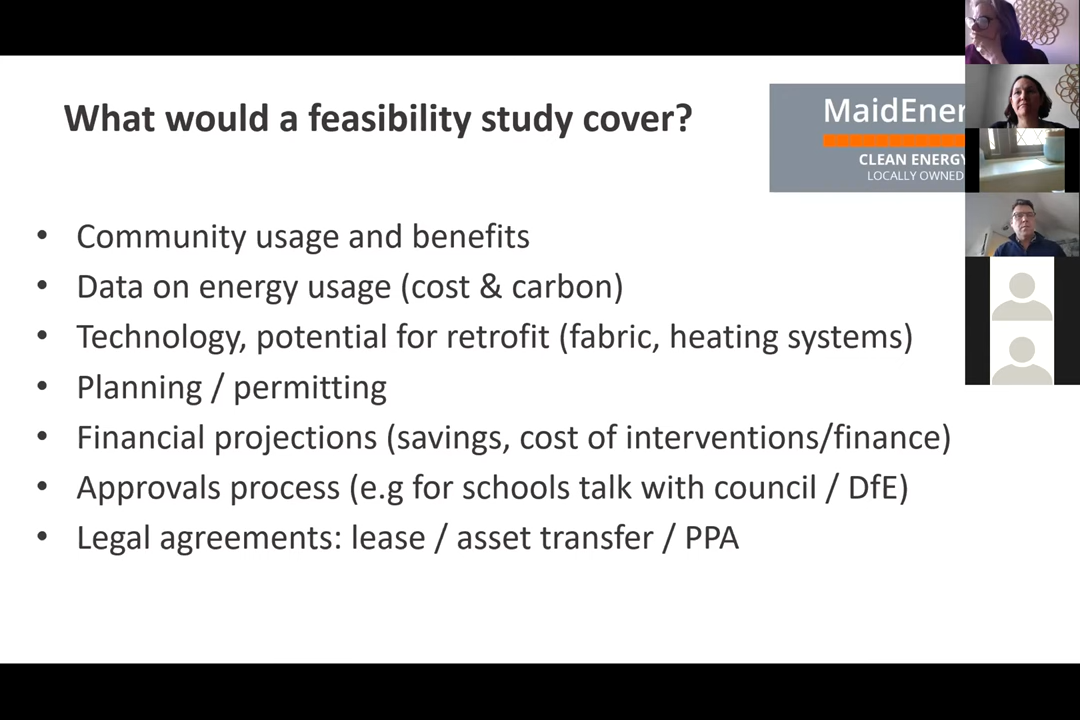 What would a feasibility study cover?
MaidEner
CLEAN ENERGY
LOCALLY OWNED
• Community usage and benefits
• Data on energy usage (cost & carbon)
• Technology, potential for retrofit (fabric, heating systems)
• Planning / permitting
• Financial projections (savings, cost of interventions/finance)
• Approvals process (e.g for schools talk with council / DfE)
• Legal agreements: lease / asset transfer / PPA